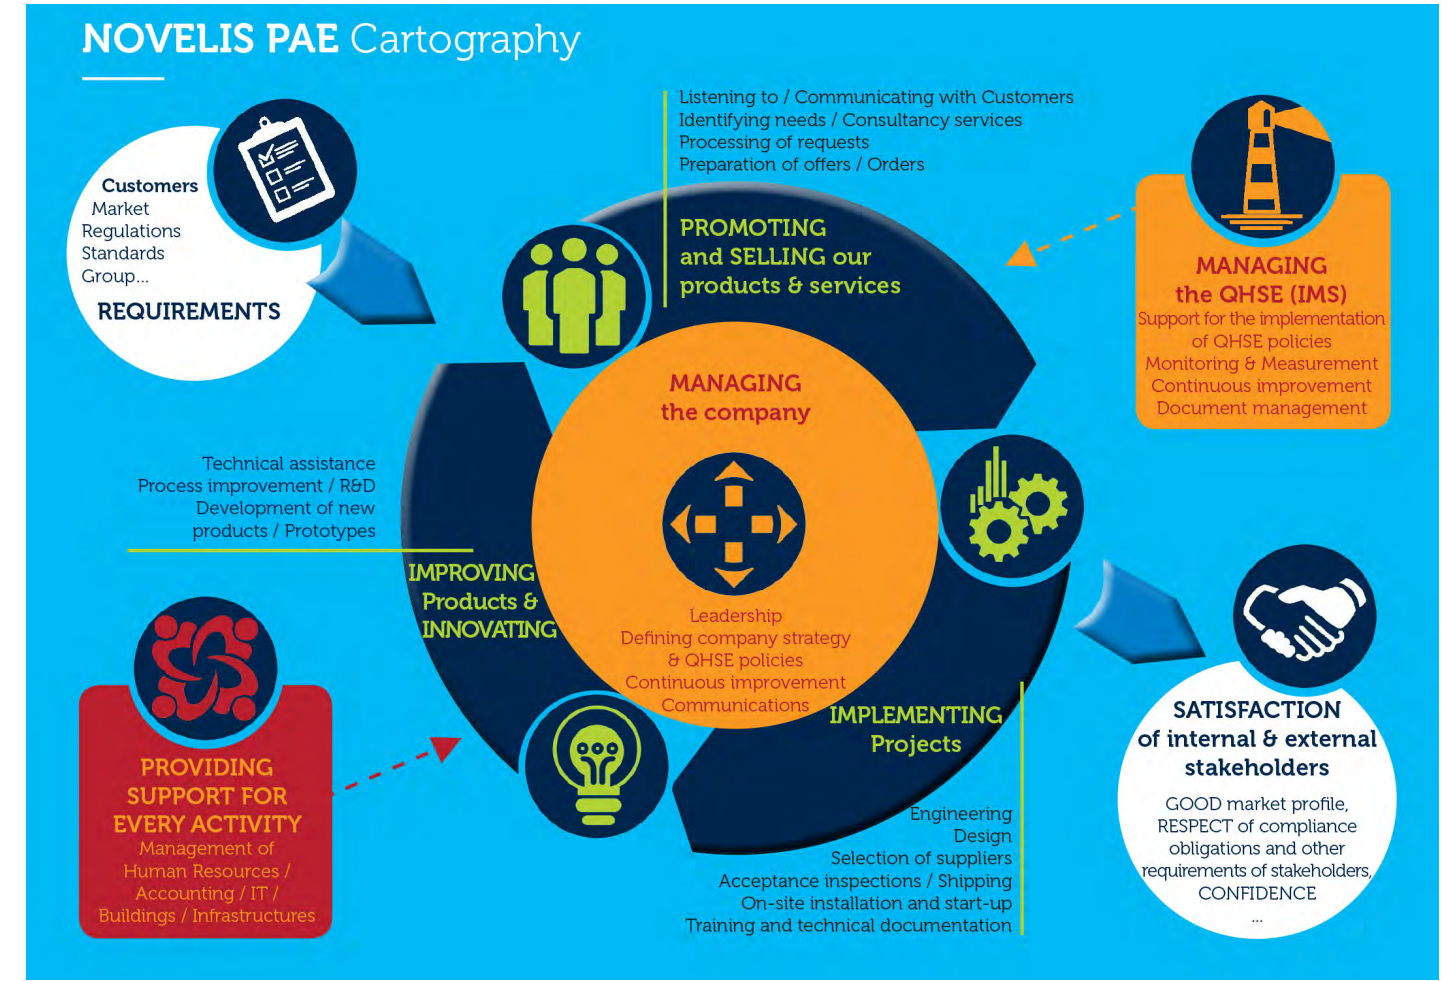 NOVELIS PAE Cartography
Customers
Market
Regulations
Standards
Group...
REQUIREMENTS
Listening to / Communicating with Customers
Identifying needs / Consultancy services
Processing of requests
Preparation of offers / Orders
PROMOTING
and SELLING our
products & services
MANAGING
the QHSE (IMS)
Support for the implementation
of QHSE policies
Monitoring & Measurement
Continuous improvement
Document management
MANAGING
the company
Leadership
Defining company strategy
& QHSE policies
Continuous improvement
Communications
Technical assistance
Process improvement / R&D
Development of new
products / Prototypes
IMPROVING
Products &
INNOVATING
PROVIDING
SUPPORT FOR
EVERY ACTIVITY
Management of
Human Resources /
Accounting / IT /
Buildings / Infrastructures
IMPLEMENTING
Projects
Engineering
Design
Selection of suppliers
Acceptance inspections / Shipping
On-site installation and start-up
Training and technical documentation
SATISFACTION
of internal & external
stakeholders
GOOD market profile,
RESPECT of compliance
obligations and other
requirements of stakeholders,
CONFIDENCE
...